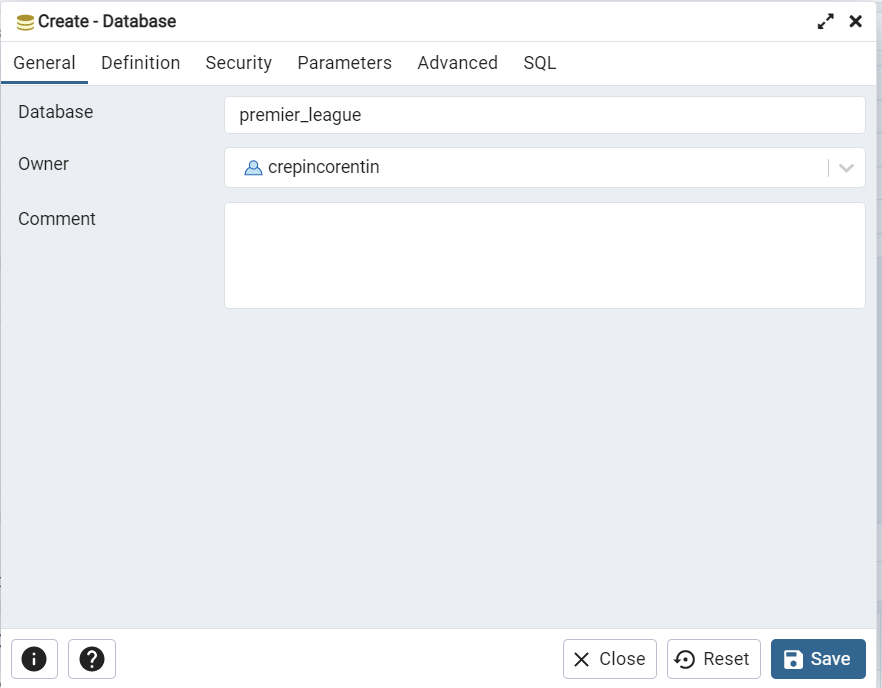 Create - Database
General Definition Security Parameters Advanced SQL
Database premier_league
Owner crepincorentin
Comment
Close Reset Save